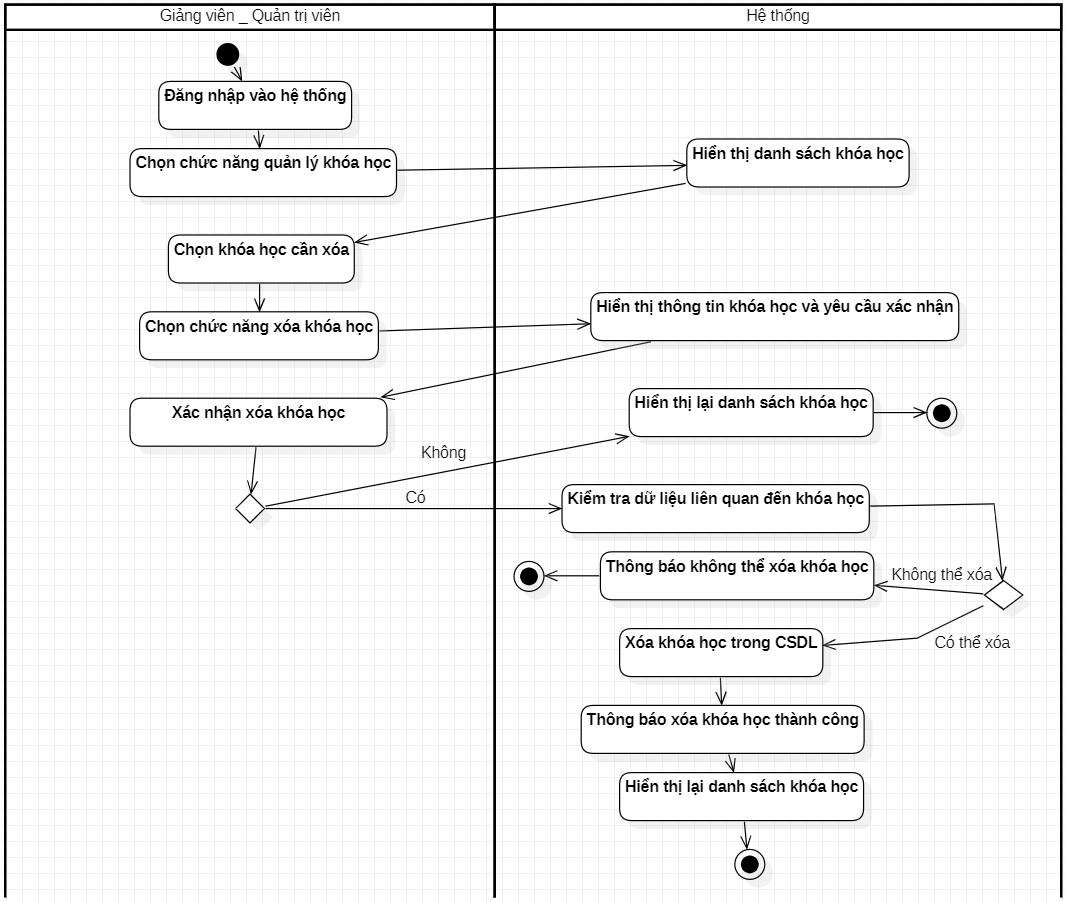 Giảng viên _ Quản trị viên
Hệ thống
Đăng nhập vào hệ thống
Chọn chức năng quản lý khóa học
Hiển thị danh sách khóa học
Chọn khóa học cần xóa
Chọn chức năng xóa khóa học
Hiển thị thông tin khóa học và yêu cầu xác nhận
Xác nhận xóa khóa học
Hiển thị lại danh sách khóa học
Không
Có
Kiểm tra dữ liệu liên quan đến khóa học
Thông báo không thể xóa khóa học
Không thể xóa
Xóa khóa học trong CSDL
Có thể xóa
Thông báo xóa khóa học thành công
Hiển thị lại danh sách khóa học